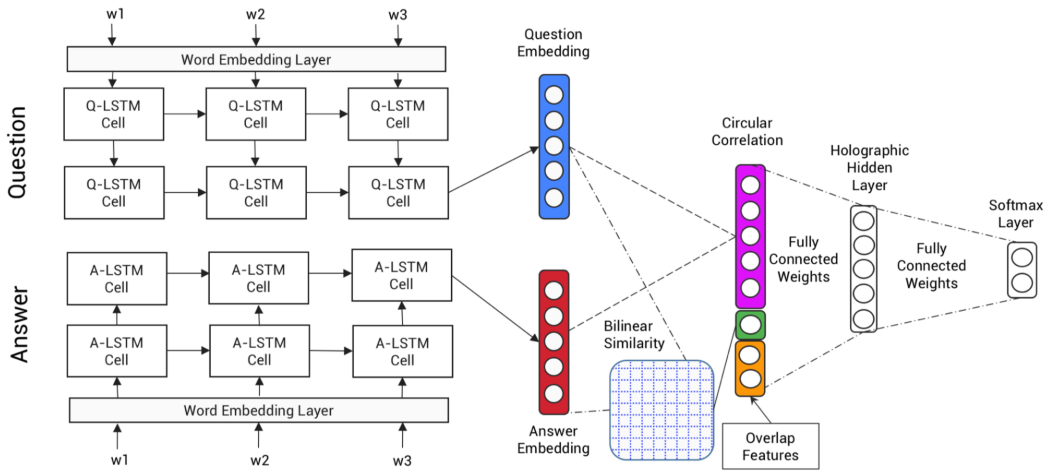 w1 w2 w3
Word Embedding Layer
Question
Q-LSTM Cell
Q-LSTM Cell
Q-LSTM Cell
Q-LSTM Cell
Q-LSTM Cell
Q-LSTM Cell
Answer
A-LSTM Cell
A-LSTM Cell
A-LSTM Cell
A-LSTM Cell
A-LSTM Cell
A-LSTM Cell
Word Embedding Layer
w1 w2 w3
Question
Embedding
Answer
Embedding
Bilinear
Similarity
Circular
Correlation
Fully
Connected
Weights
Overlap
Features
Holographic
Hidden
Layer
Fully
Connected
Weights
Softmax
Layer